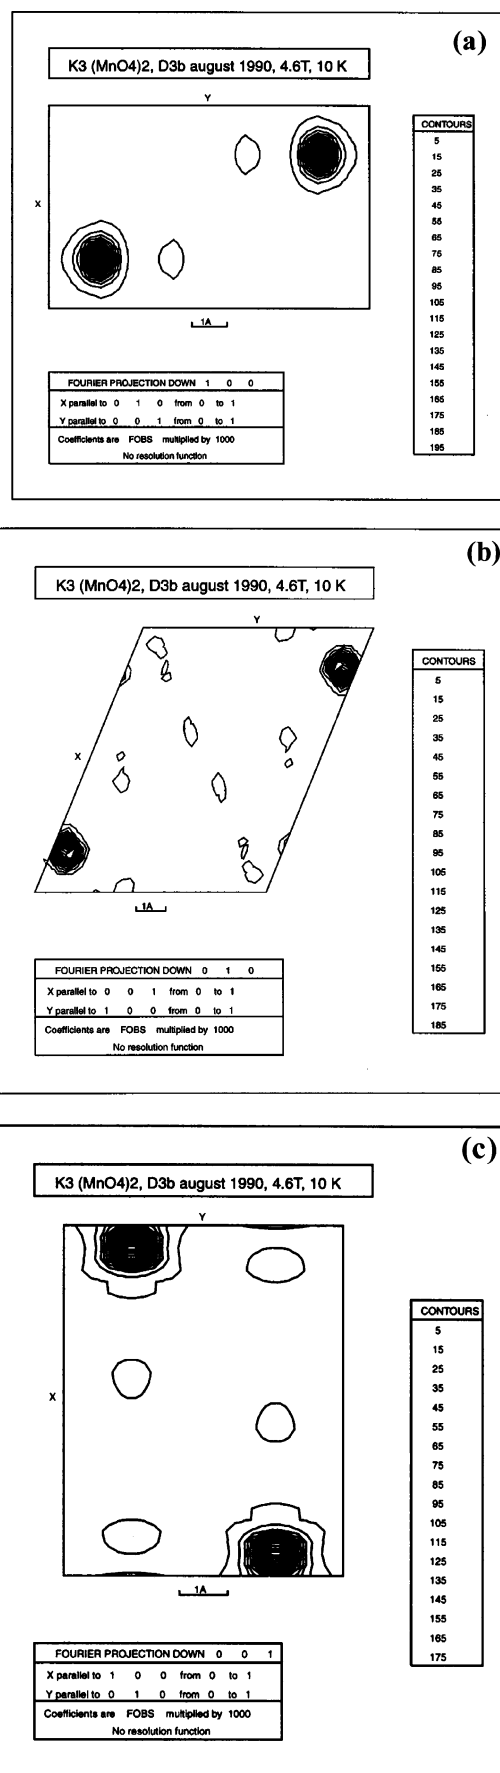 (a)
K3 (MnO4)2, D3b august 1990, 4.6T, 10 K
Y
X
1A
CONTOURS
5
15
25
35
45
55
65
75
85
95
105
115
125
135
145
155
165
175
185
195
FOURIER PROJECTION DOWN 1 0 0
X parallel to 0 1 0 from 0 to 1
Y parallel to 0 0 1 from 0 to 1
Coefficients are FOBS multiplied by 1000
No resolution function
(b)
K3 (MnO4)2, D3b august 1990, 4.6T, 10 K
Y
X
1A
CONTOURS
5
15
25
35
45
55
65
75
85
95
105
115
125
135
145
155
165
175
185
FOURIER PROJECTION DOWN 0 1 0
X parallel to 0 0 1 from 0 to 1
Y parallel to 1 0 0 from 0 to 1
Coefficients are FOBS multiplied by 1000
No resolution function
(c)
K3 (MnO4)2, D3b august 1990, 4.6T, 10 K
Y
X
1A
CONTOURS
5
15
25
35
45
55
65
75
85
95
105
115
125
135
145
155
165
175
FOURIER PROJECTION DOWN 0 0 1
X parallel to 1 0 0 from 0 to 1
Y parallel to 0 1 0 from 0 to 1
Coefficients are FOBS multiplied by 1000
No resolution function